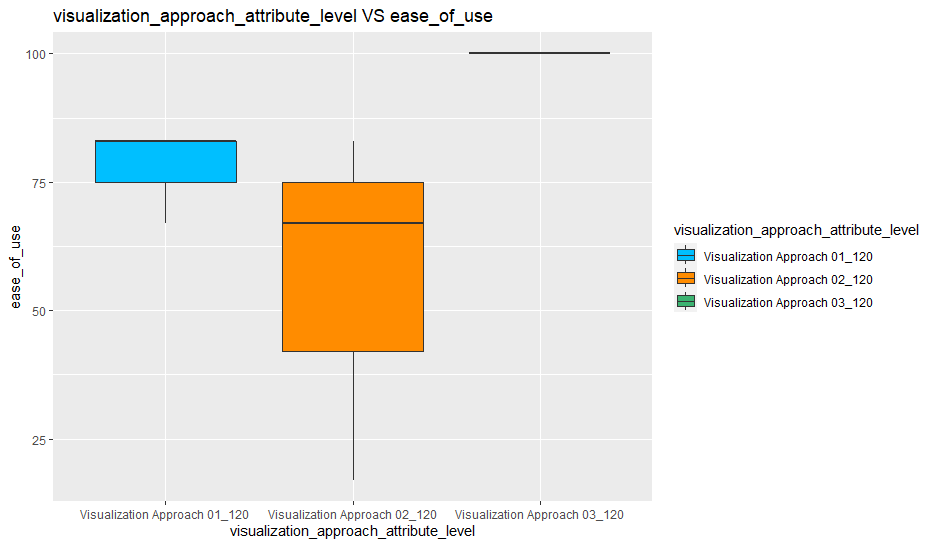 visualization_approach_attribute_level VS ease_of_use
100
75
50
25
ease_of_use
Visualization Approach 01_120 Visualization Approach 02_120 Visualization Approach 03_120
visualization_approach_attribute_level
visualization_approach_attribute_level
Visualization Approach 01_120
Visualization Approach 02_120
Visualization Approach 03_120